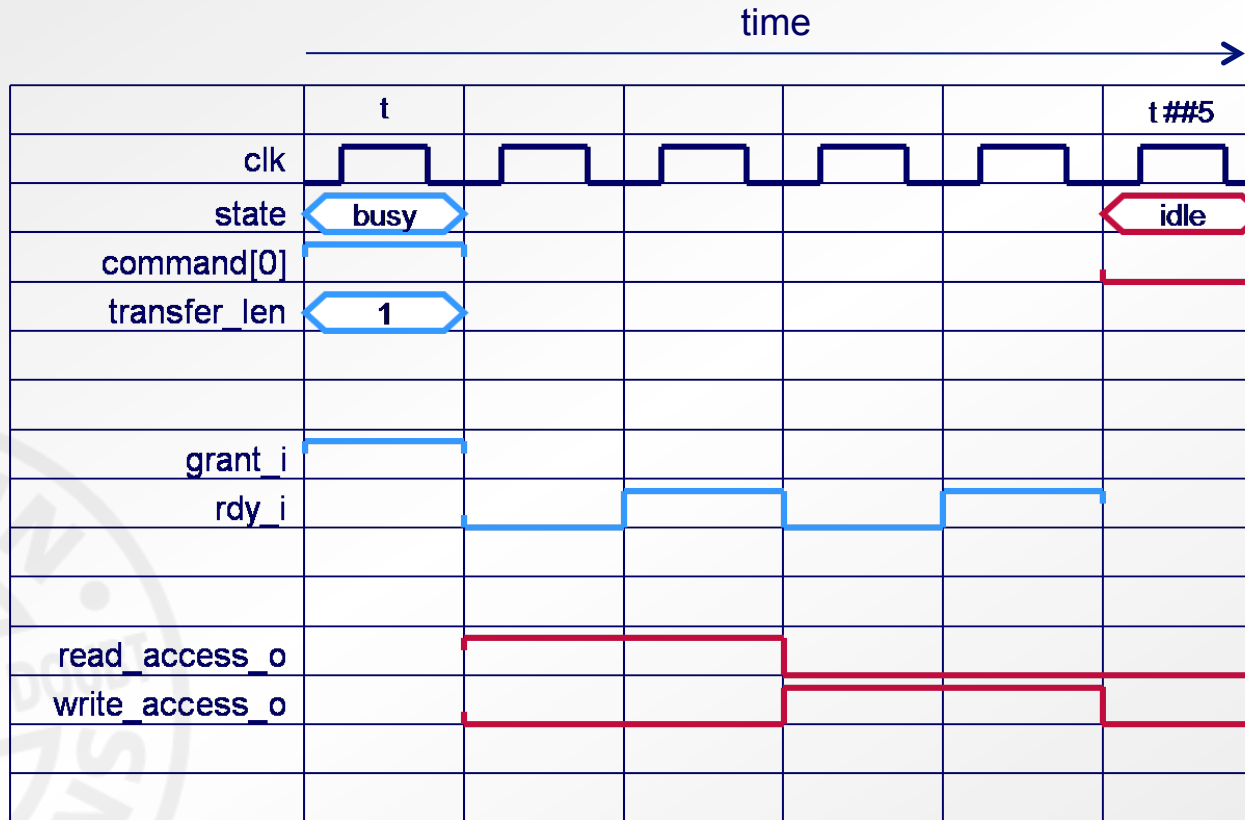 time
t
t ##5
clk
state
busy
idle
command[0]
transfer_len
1
grant_i
rdy_i
read_access_o
write_access_o